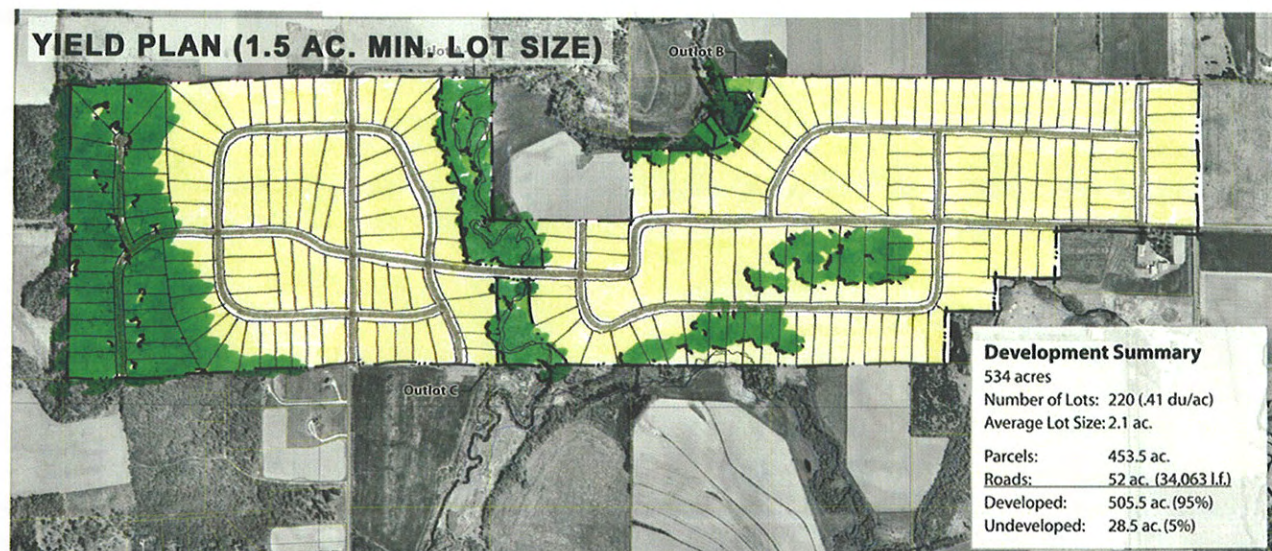 YIELD PLAN (1.5 AC. MIN. LOT SIZE)
Outlot B
Outlot C
Development Summary
534 acres
Number of Lots: 220 (.41 du/ac)
Average Lot Size: 2.1 ac.
Parcels: 453.5 ac.
Roads: 52 ac. (34,063 l.f.)
Developed: 505.5 ac. (95%)
Undeveloped: 28.5 ac. (5%)